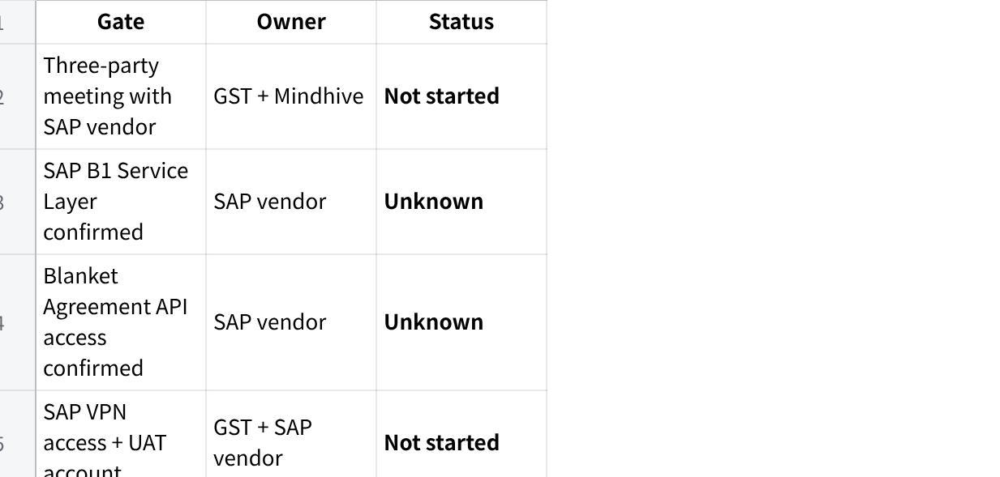 1 Gate Owner Status
2 Three-party meeting with SAP vendor GST + Mindhive Not started
3 SAP B1 Service Layer confirmed SAP vendor Unknown
4 Blanket Agreement API access confirmed SAP vendor Unknown
5 SAP VPN access + UAT account GST + SAP vendor Not started